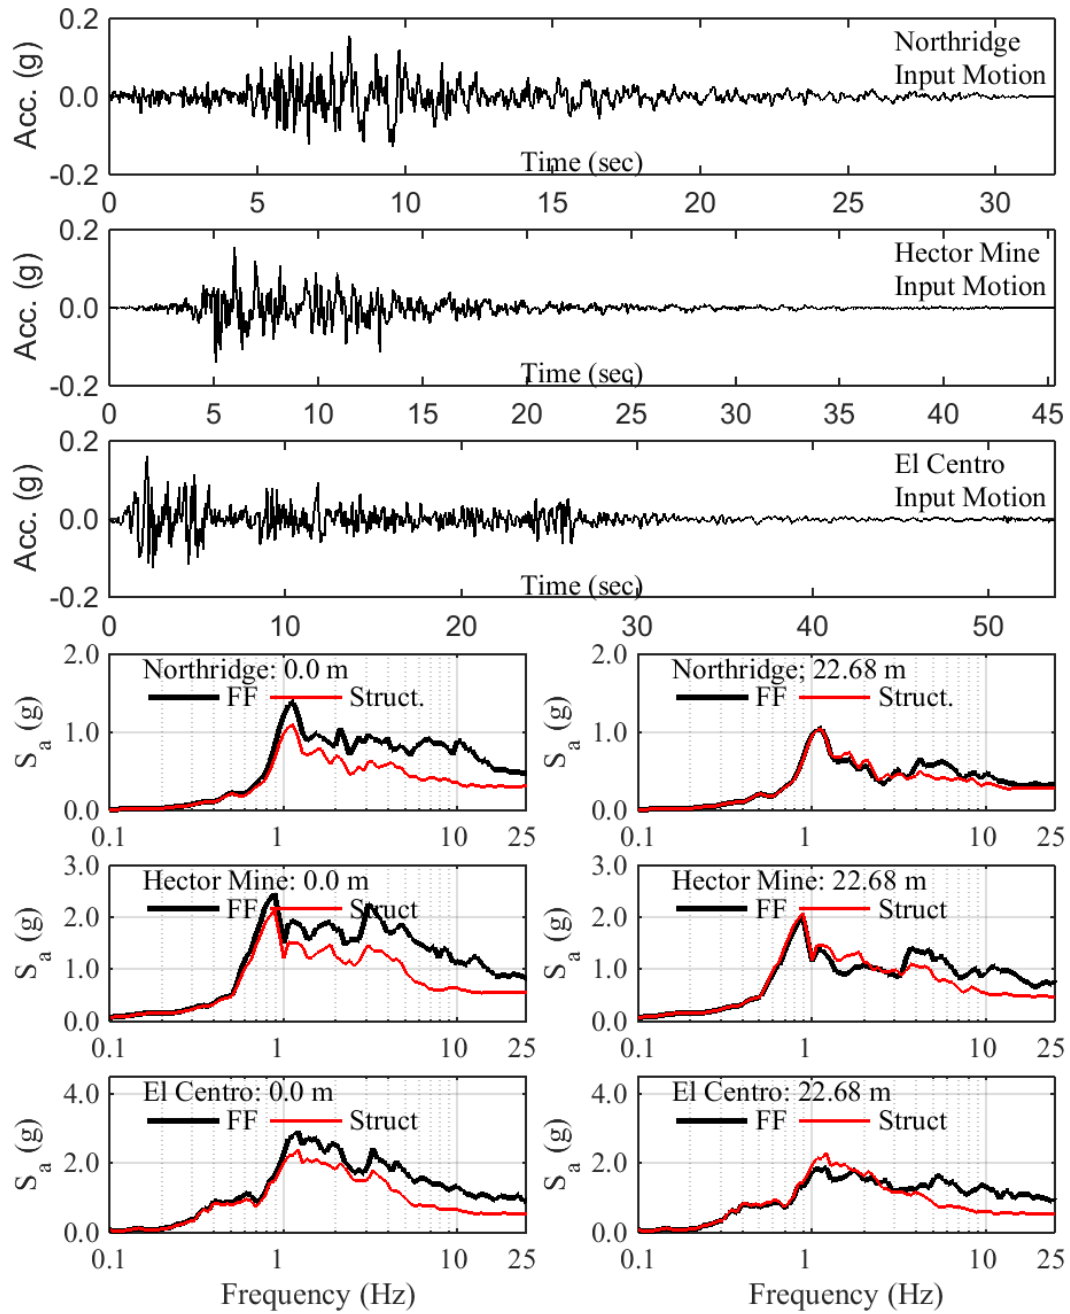 0.2
Northridge
Input Motion
Acc. (g)
0.0
Time (sec)
-0.2
0 5 10 15 20 25 30
0.2
Hector Mine
Input Motion
Acc. (g)
0.0
Time (sec)
-0.2
0 5 10 15 20 25 30 35 40 45
0.2
El Centro
Input Motion
Acc. (g)
0.0
Time (sec)
-0.2
0 10 20 30 40 50
2.0
Northridge: 0.0 m
FF Struct.
1.0
S_a (g)
0.0
0.1 1 10 25
2.0
Northridge; 22.68 m
FF Struct.
1.0
S_a (g)
0.0
0.1 1 10 25
3.0
Hector Mine: 0.0 m
FF Struct
2.0
S_a (g)
1.0
0.0
0.1 1 10 25
3.0
Hector Mine: 22.68 m
FF Struct
2.0
S_a (g)
1.0
0.0
0.1 1 10 25
El Centro: 0.0 m
4.0
FF Struct
S_a (g)
2.0
0.0
0.1 1 10 25
Frequency (Hz)
El Centro: 22.68 m
4.0
FF Struct
S_a (g)
2.0
0.0
0.1 1 10 25
Frequency (Hz)